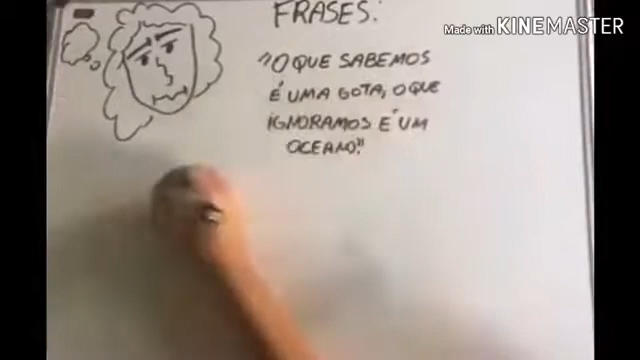 FRASES:
Made with KINEMASTER
"O QUE SABEMOS
É UMA GOTA, O QUE
IGNORAMOS É UM
OCEANO."